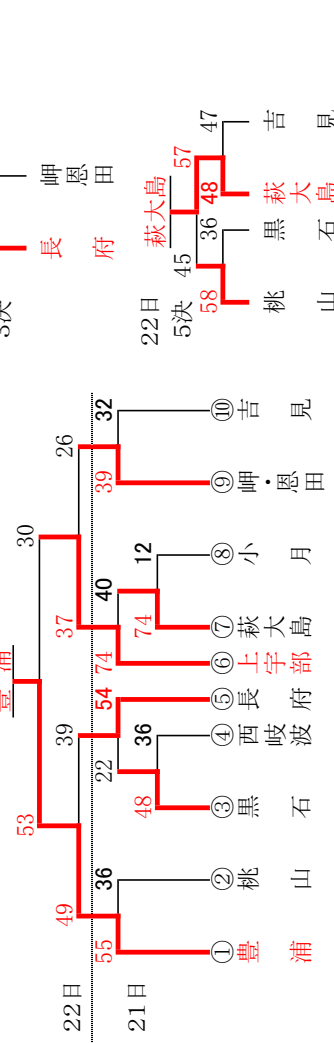 岬恩田
長府
5決
47
57
萩大島
48
36
45
58
22日
5決
吉見
萩大島
黒石
桃山
32
26
39
30
12
40
37
74
74
54
39
36
22
48
53
36
49
55
22日
21日
⑩吉見
⑨岬・恩田
⑧小月
⑦萩大島
⑥上宇部
⑤長府
④西岐波
③黒石
②桃山
①豊浦
豊浦